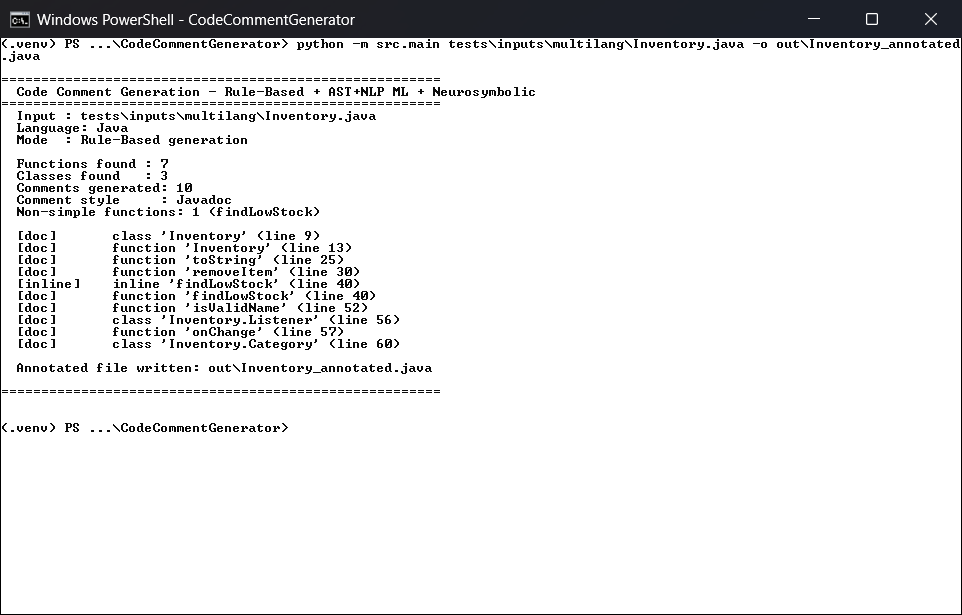 Windows PowerShell - CodeCommentGenerator
(.venv) PS ...\CodeCommentGenerator> python -m src.main tests\inputs\multilang\Inventory.java -o out\Inventory_annotated
.java
=======================================================
Code Comment Generation - Rule-Based + AST+NLP ML + Neurosymbolic
=======================================================
Input : tests\inputs\multilang\Inventory.java
Language: Java
Mode  : Rule-Based generation
Functions found : 7
Classes found   : 3
Comments generated: 10
Comment style     : Javadoc
Non-simple functions: 1 (findLowStock)
[doc]       class 'Inventory' (line 9)
[doc]       function 'Inventory' (line 13)
[doc]       function 'toString' (line 25)
[doc]       function 'removeItem' (line 30)
[inline]    inline 'findLowStock' (line 40)
[doc]       function 'findLowStock' (line 40)
[doc]       function 'isValidName' (line 52)
[doc]       class 'Inventory.Listener' (line 56)
[doc]       function 'onChange' (line 57)
[doc]       class 'Inventory.Category' (line 60)
Annotated file written: out\Inventory_annotated.java
=======================================================
(.venv) PS ...\CodeCommentGenerator>